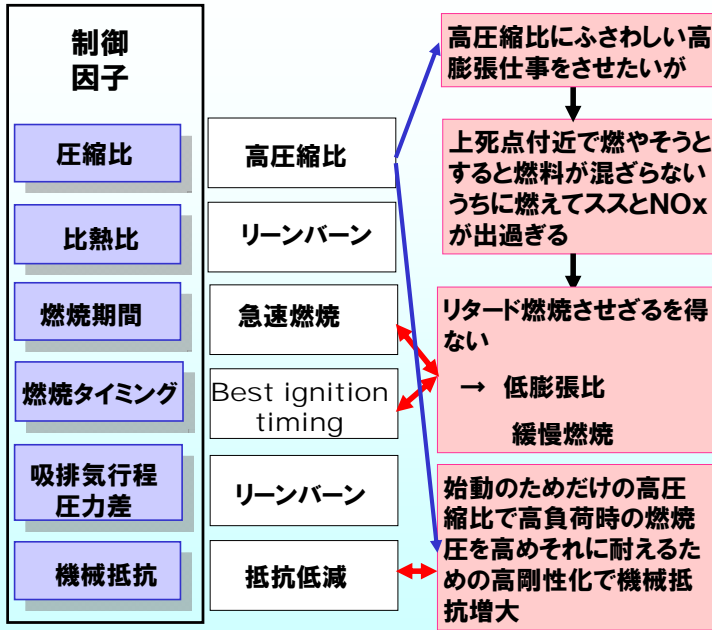 制御
因子
圧縮比
比熱比
燃焼期間
燃焼タイミング
吸排気行程
圧力差
機械抵抗
高圧縮比
リーンバーン
急速燃焼
Best ignition
timing
リーンバーン
抵抗低減
高圧縮比にふさわしい高
膨張仕事をさせたいが
上死点付近で燃やそうと
すると燃料が混ざらない
うちに燃えてススとNOx
が出過ぎる
リタード燃焼させざるを得
ない
→ 低膨張比
緩慢燃焼
始動のためだけの高圧
縮比で高負荷時の燃焼
圧を高めそれに耐えるた
めの高剛性化で機械抵
抗増大